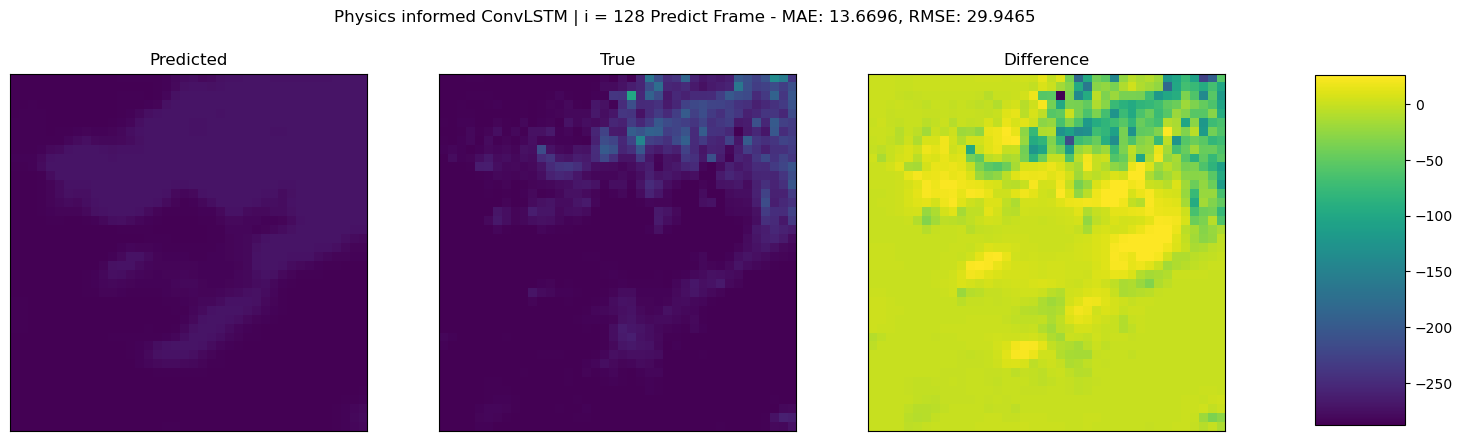 Physics informed ConvLSTM | i = 128 Predict Frame - MAE: 13.6696, RMSE: 29.9465
Predicted
True
Difference
0
−50
−100
−150
−200
−250